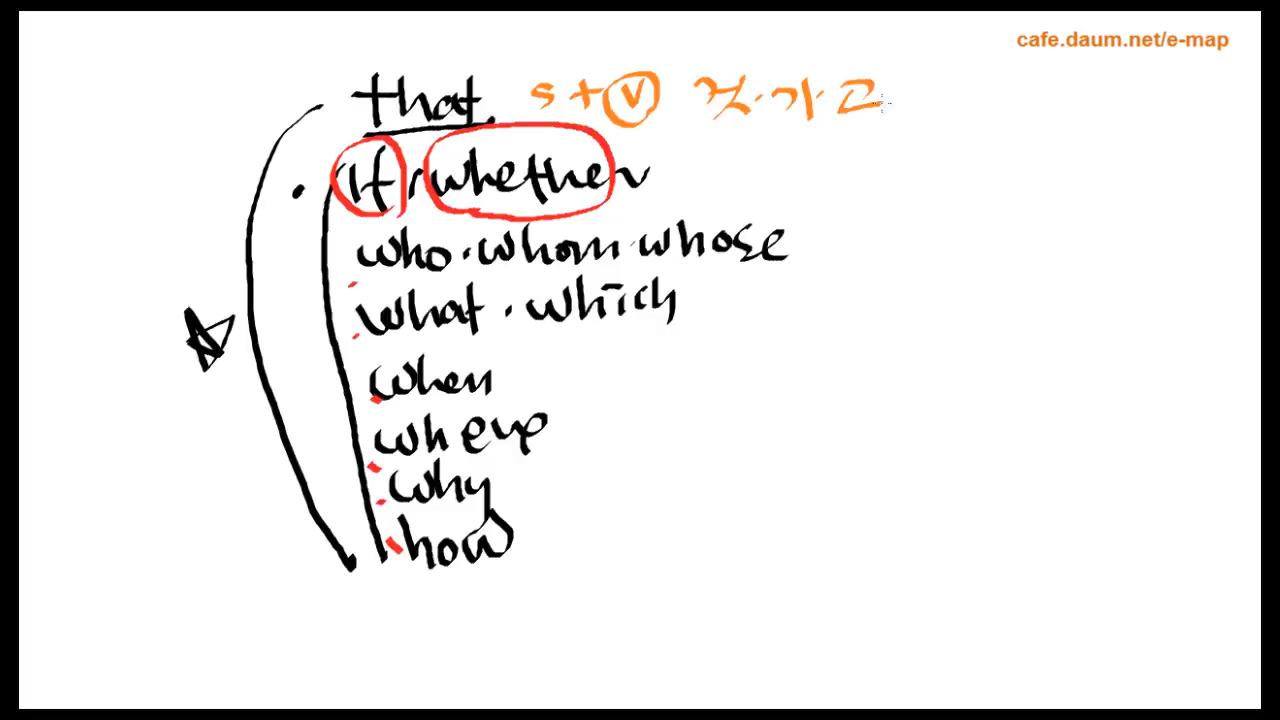 cafe.daum.net/e-map
that. s + v 것·가·고
·If·whether
who·whom·whose
what·which
when
where
why
how